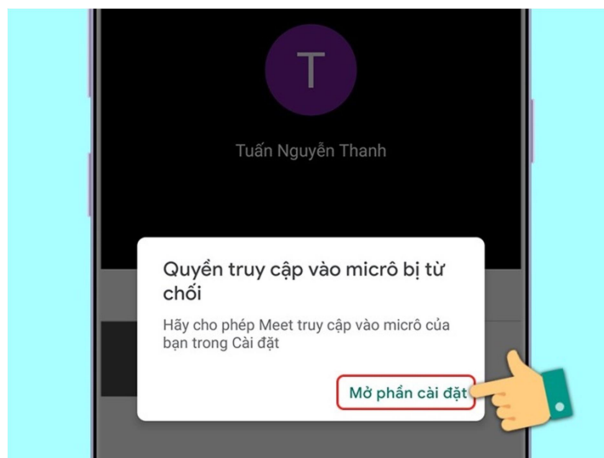 T
Tuấn Nguyễn Thanh
Quyền truy cập vào micrô bị từ
chối
Hãy cho phép Meet truy cập vào micrô của
bạn trong Cài đặt
Mở phần cài đặt